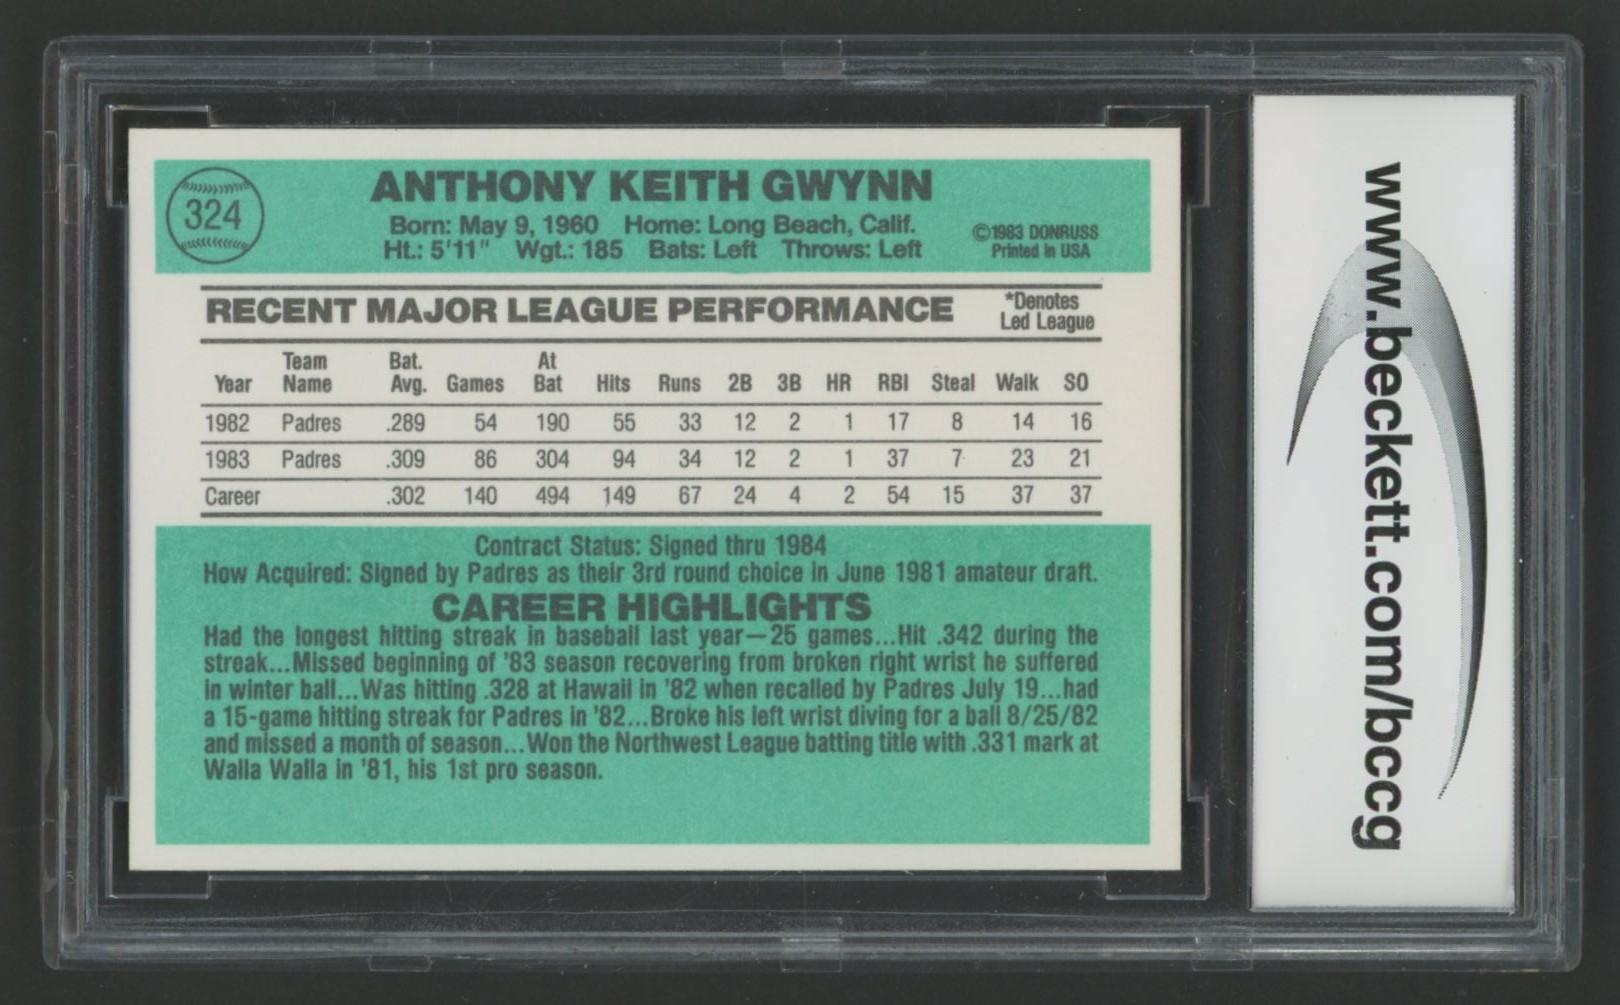 324
ANTHONY KEITH GWYNN
Born: May 9, 1960 Home: Long Beach, Calif.
Ht.: 5'11" Wgt.: 185 Bats: Left Throws: Left
©1983 DONRUSS
Printed in USA
RECENT MAJOR LEAGUE PERFORMANCE
*Denotes
Led League
Year Team Name Bat. Avg. Games At Bat Hits Runs 2B 3B HR RBI Steal Walk SO
1982 Padres .289 54 190 55 33 12 2 1 17 8 14 16
1983 Padres .309 86 304 94 34 12 2 1 37 7 23 21
Career .302 140 494 149 67 24 4 2 54 15 37 37
Contract Status: Signed thru 1984
How Acquired: Signed by Padres as their 3rd round choice in June 1981 amateur draft.
CAREER HIGHLIGHTS
Had the longest hitting streak in baseball last year—25 games...Hit .342 during the
streak...Missed beginning of '83 season recovering from broken right wrist he suffered
in winter ball...Was hitting .328 at Hawaii in '82 when recalled by Padres July 19...had
a 15-game hitting streak for Padres in '82...Broke his left wrist diving for a ball 8/25/82
and missed a month of season...Won the Northwest League batting title with .331 mark at
Walla Walla in '81, his 1st pro season.
www.beckett.com/bccg